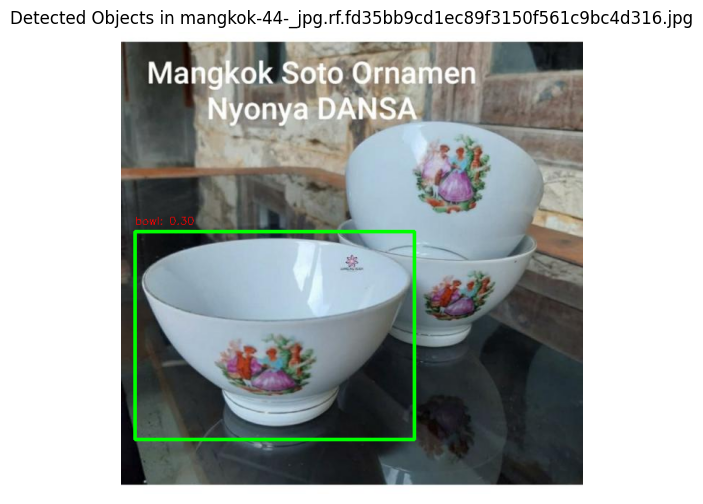 Detected Objects in mangkok-44-_jpg.rf.fd35bb9cd1ec89f3150f561c9bc4d316.jpg
Mangkok Soto Ornamen
Nyonya DANSA
bowl: 0.30